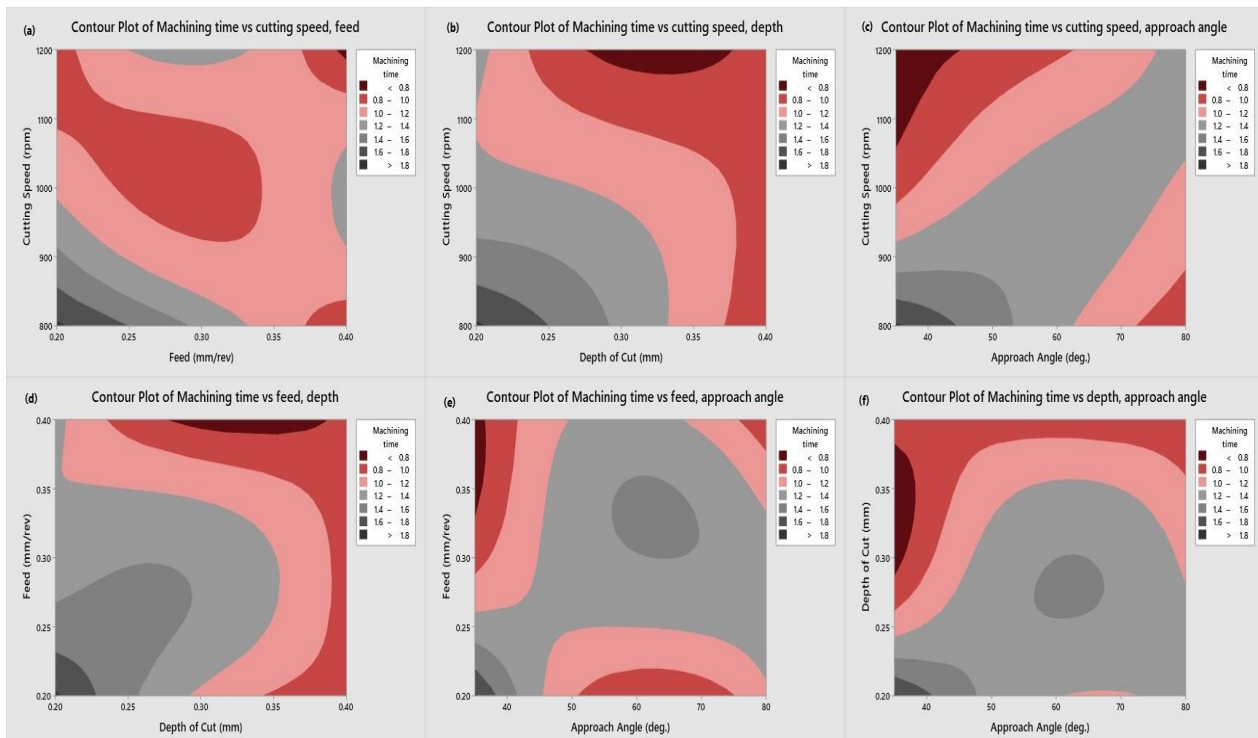 (a) Contour Plot of Machining time vs cutting speed, feed
Machining
time
< 0.8
0.8 – 1.0
1.0 – 1.2
1.2 – 1.4
1.4 – 1.6
1.6 – 1.8
> 1.8
Cutting Speed (rpm)
1200
1100
1000
900
800
0.20 0.25 0.30 0.35 0.40
Feed (mm/rev)
(b) Contour Plot of Machining time vs cutting speed, depth
Machining
time
< 0.8
0.8 – 1.0
1.0 – 1.2
1.2 – 1.4
1.4 – 1.6
1.6 – 1.8
> 1.8
Cutting Speed (rpm)
1200
1100
1000
900
800
0.20 0.25 0.30 0.35 0.40
Depth of Cut (mm)
(c) Contour Plot of Machining time vs cutting speed, approach angle
Machining
time
< 0.8
0.8 – 1.0
1.0 – 1.2
1.2 – 1.4
1.4 – 1.6
1.6 – 1.8
> 1.8
Cutting Speed (rpm)
1200
1100
1000
900
800
40 50 60 70 80
Approach Angle (deg.)
(d) Contour Plot of Machining time vs feed, depth
Machining
time
< 0.8
0.8 – 1.0
1.0 – 1.2
1.2 – 1.4
1.4 – 1.6
1.6 – 1.8
> 1.8
Feed (mm/rev)
0.40
0.35
0.30
0.25
0.20
0.20 0.25 0.30 0.35 0.40
Depth of Cut (mm)
(e) Contour Plot of Machining time vs feed, approach angle
Machining
time
< 0.8
0.8 – 1.0
1.0 – 1.2
1.2 – 1.4
1.4 – 1.6
1.6 – 1.8
> 1.8
Feed (mm/rev)
0.40
0.35
0.30
0.25
0.20
40 50 60 70 80
Approach Angle (deg.)
(f) Contour Plot of Machining time vs depth, approach angle
Machining
time
< 0.8
0.8 – 1.0
1.0 – 1.2
1.2 – 1.4
1.4 – 1.6
1.6 – 1.8
> 1.8
Depth of Cut (mm)
0.40
0.35
0.30
0.25
0.20
40 50 60 70 80
Approach Angle (deg.)